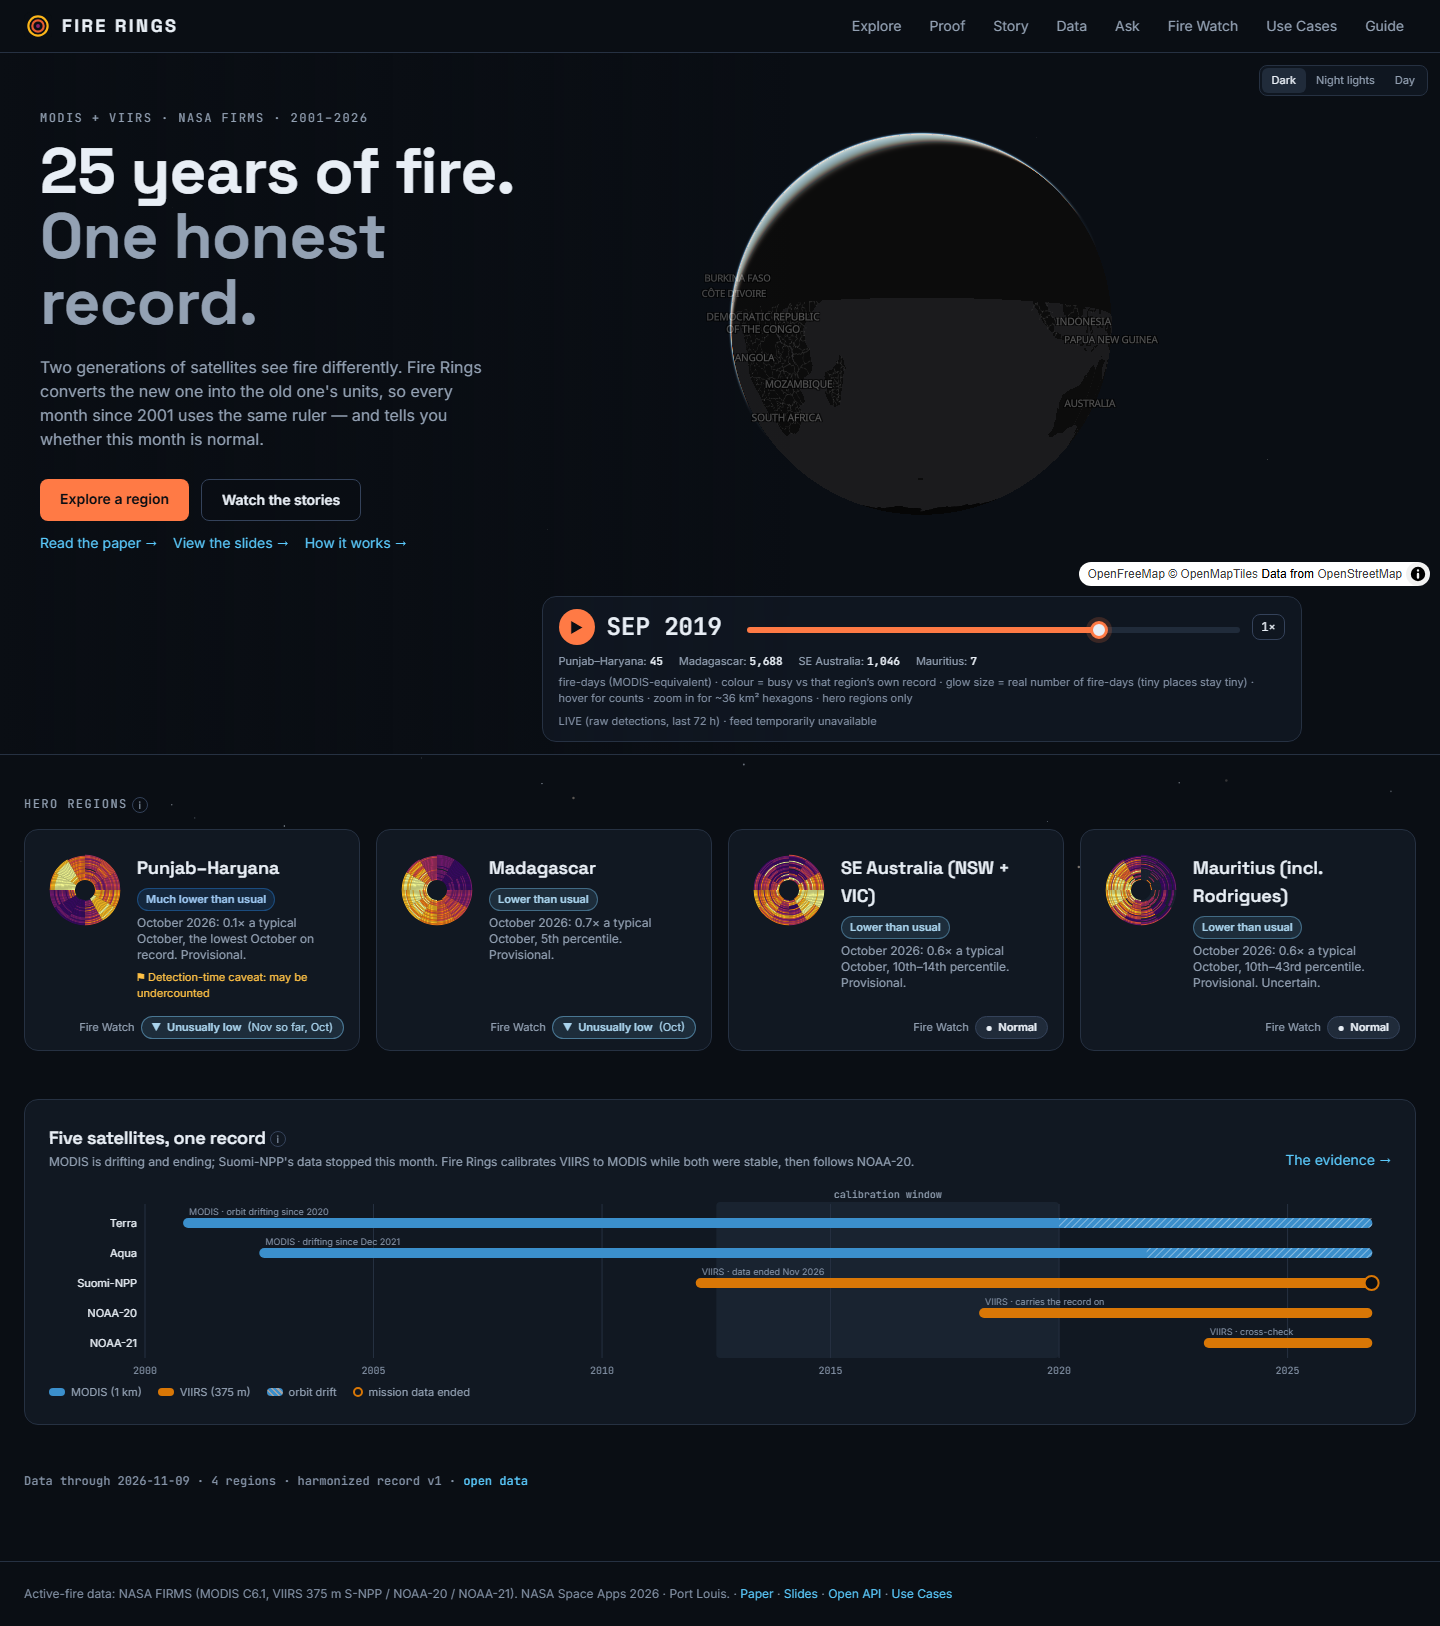 FIRE RINGS
Explore Proof Story Data Ask Fire Watch Use Cases Guide
Dark Night lights Day
MODIS + VIIRS · NASA FIRMS · 2001–2026
25 years of fire.
One honest
record.
Two generations of satellites see fire differently. Fire Rings
converts the new one into the old one's units, so every
month since 2001 uses the same ruler — and tells you
whether this month is normal.
Explore a region Watch the stories
Read the paper → View the slides → How it works →
BURKINA FASO
CÔTE D'IVOIRE
DEMOCRATIC REPUBLIC
OF THE CONGO
ANGOLA
MOZAMBIQUE
SOUTH AFRICA
INDONESIA
PAPUA NEW GUINEA
AUSTRALIA
OpenFreeMap © OpenMapTiles Data from OpenStreetMap
SEP 2019 1×
Punjab–Haryana: 45 Madagascar: 5,688 SE Australia: 1,046 Mauritius: 7
fire-days (MODIS-equivalent) · colour = busy vs that region's own record · glow size = real number of fire-days (tiny places stay tiny) ·
hover for counts · zoom in for ~36 km² hexagons · hero regions only
LIVE (raw detections, last 72 h) · feed temporarily unavailable
HERO REGIONS i
Punjab–Haryana
Much lower than usual
October 2026: 0.1× a typical
October, the lowest October on
record. Provisional.
⚑ Detection-time caveat: may be
undercounted
Fire Watch ▼ Unusually low (Nov so far, Oct)
Madagascar
Lower than usual
October 2026: 0.7× a typical
October, 5th percentile.
Provisional.
Fire Watch ▼ Unusually low (Oct)
SE Australia (NSW +
VIC)
Lower than usual
October 2026: 0.6× a typical
October, 10th–14th percentile.
Provisional.
Fire Watch ● Normal
Mauritius (incl.
Rodrigues)
Lower than usual
October 2026: 0.6× a typical
October, 10th–43rd percentile.
Provisional. Uncertain.
Fire Watch ● Normal
Five satellites, one record i
MODIS is drifting and ending; Suomi-NPP's data stopped this month. Fire Rings calibrates VIIRS to MODIS while both were stable, then follows NOAA-20.
The evidence →
calibration window
MODIS · orbit drifting since 2020
Terra
MODIS · drifting since Dec 2021
Aqua
VIIRS · data ended Nov 2026
Suomi-NPP
VIIRS · carries the record on
NOAA-20
VIIRS · cross-check
NOAA-21
2000 2005 2010 2015 2020 2025
MODIS (1 km) VIIRS (375 m) orbit drift mission data ended
Data through 2026-11-09 · 4 regions · harmonized record v1 · open data
Active-fire data: NASA FIRMS (MODIS C6.1, VIIRS 375 m S-NPP / NOAA-20 / NOAA-21). NASA Space Apps 2026 · Port Louis. · Paper · Slides · Open API · Use Cases